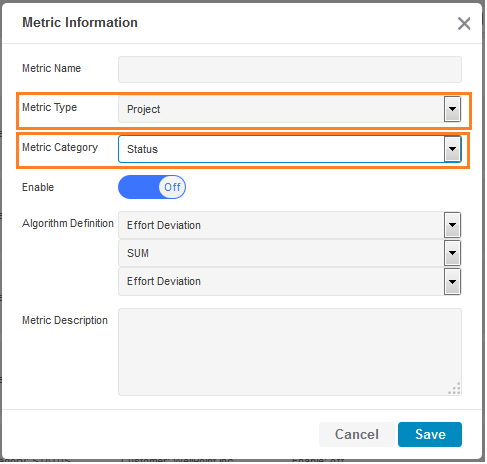 Metric Information
Metric Name
Metric Type Project
Metric Category Status
Enable Off
Algorithm Definition Effort Deviation
SUM
Effort Deviation
Metric Description
Cancel Save